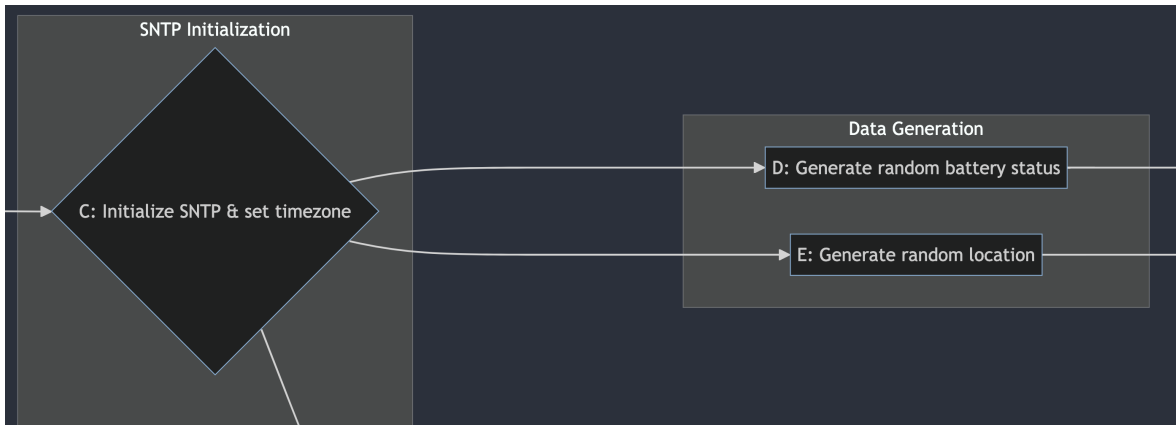 SNTP Initialization
C: Initialize SNTP & set timezone
Data Generation
D: Generate random battery status
E: Generate random location